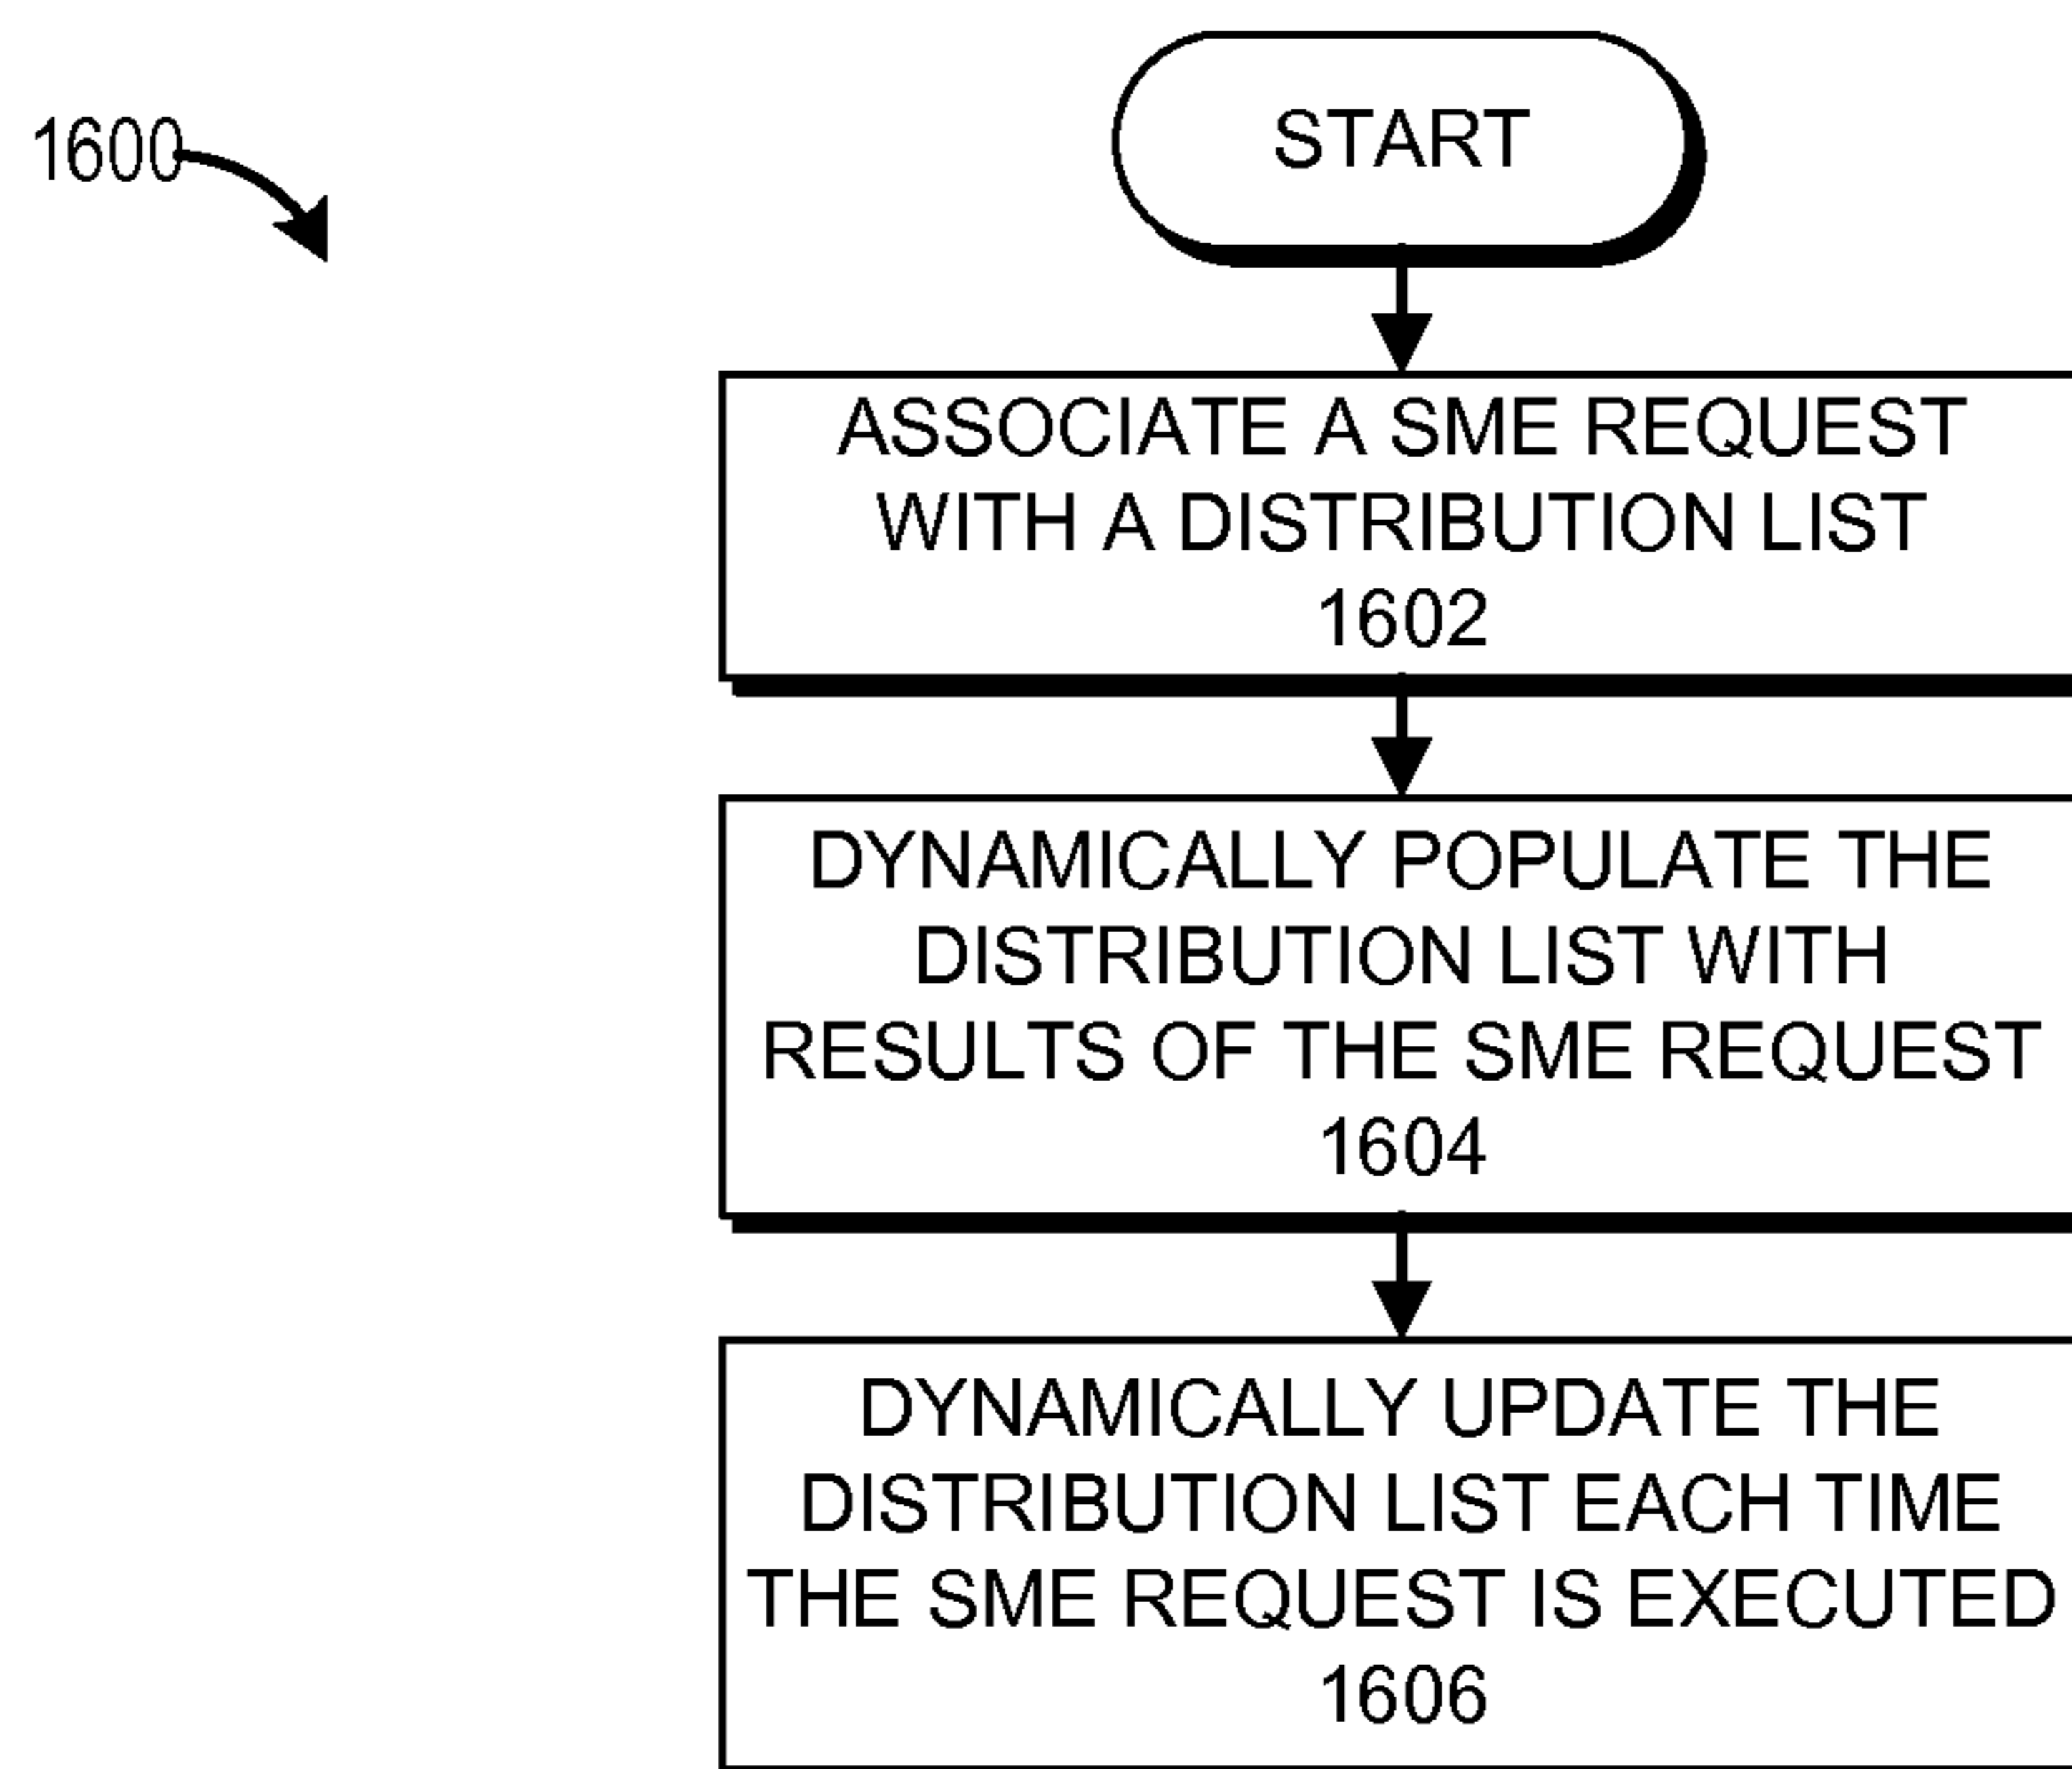 1600
START
ASSOCIATE A SME REQUEST
WITH A DISTRIBUTION LIST
1602
DYNAMICALLY POPULATE THE
DISTRIBUTION LIST WITH
RESULTS OF THE SME REQUEST
1604
DYNAMICALLY UPDATE THE
DISTRIBUTION LIST EACH TIME
THE SME REQUEST IS EXECUTED
1606